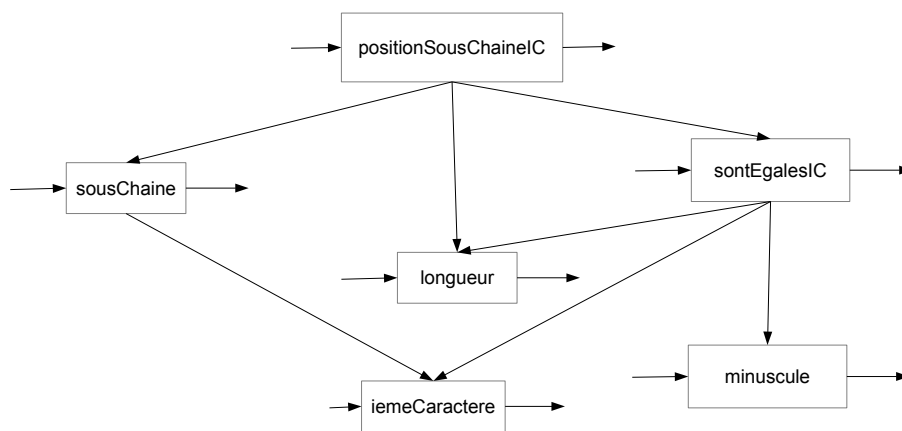 positionSousChaineIC
sousChaine
sontEgalesIC
longueur
minuscule
iemeCaractere